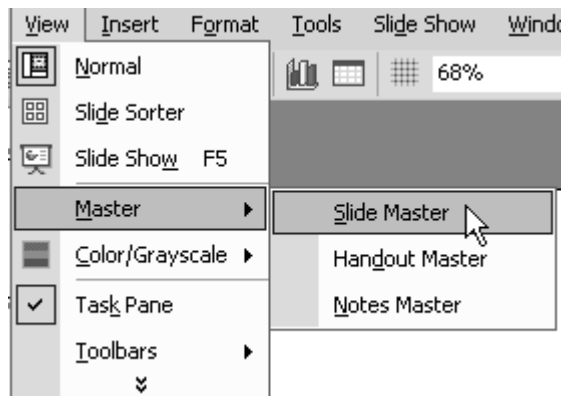 View Insert Format Tools Slide Show
Normal
68%
Slide Sorter
Slide Show F5
Master
Slide Master
Color/Grayscale
Handout Master
Task Pane
Notes Master
Toolbars